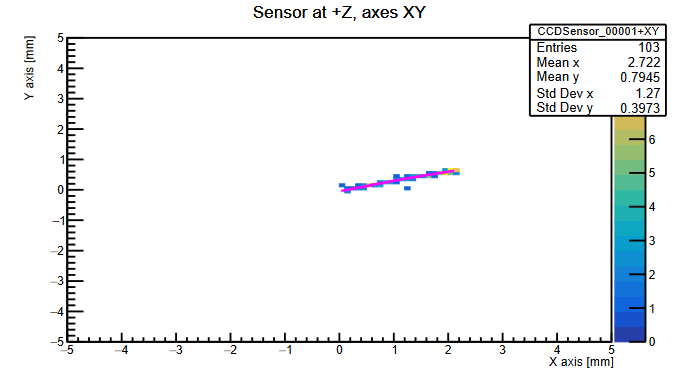 Sensor at +Z, axes XY
CCDSensor_00001+XY
Entries 103
Mean x 2.722
Mean y 0.7945
Std Dev x 1.27
Std Dev y 0.3973
Y axis [mm]
5
4
3
2
1
0
−1
−2
−3
−4
−5
6
5
4
3
2
1
0
−5 −4 −3 −2 −1 0 1 2 3 4 5
X axis [mm]